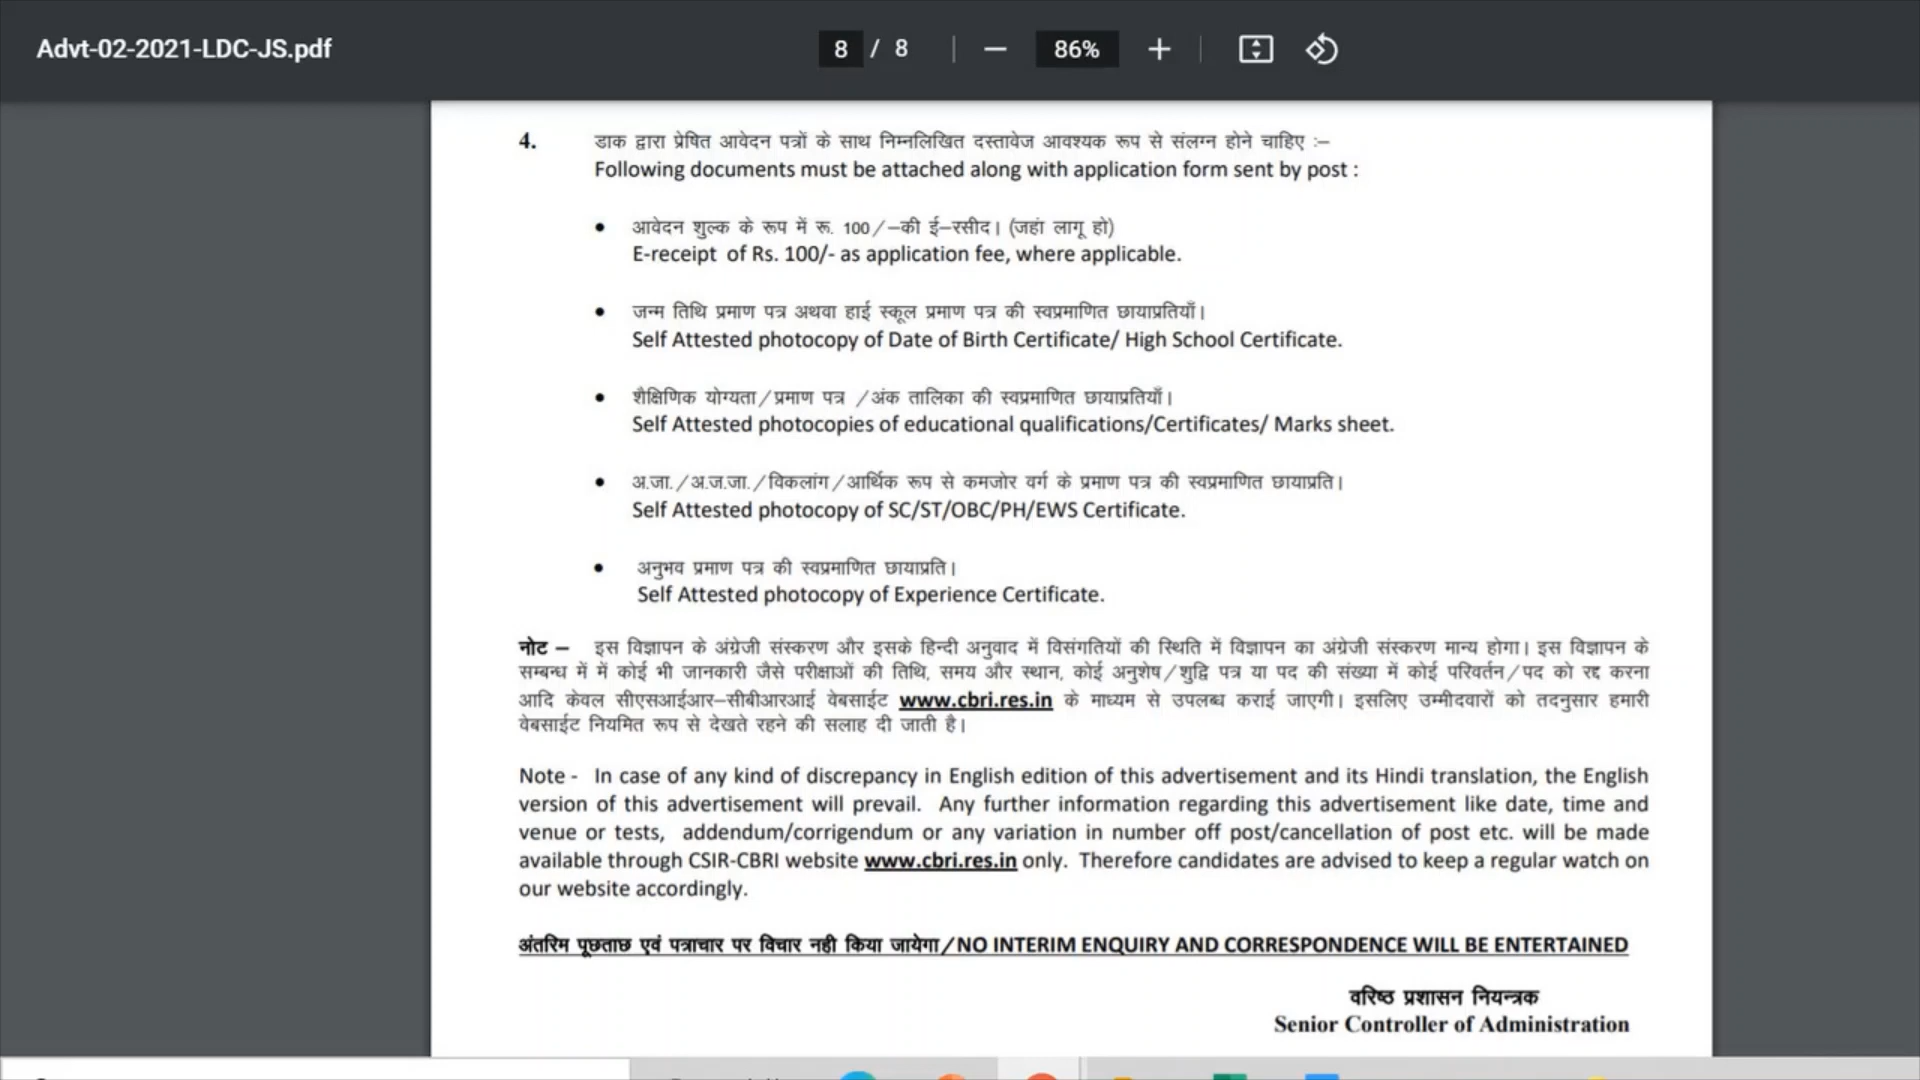 Advt-02-2021-LDC-JS.pdf
8 / 8
86%
4. डाक द्वारा प्रेषित आवेदन पत्रों के साथ निम्नलिखित दस्तावेज आवश्यक रूप से संलग्न होने चाहिए :–
Following documents must be attached along with application form sent by post :
• आवेदन शुल्क के रूप में रू. 100/–की ई–रसीद। (जहां लागू हो)
E-receipt of Rs. 100/- as application fee, where applicable.
• जन्म तिथि प्रमाण पत्र अथवा हाई स्कूल प्रमाण पत्र की स्वप्रमाणित छायाप्रतियाँ।
Self Attested photocopy of Date of Birth Certificate/ High School Certificate.
• शैक्षिणिक योग्यता/प्रमाण पत्र /अंक तालिका की स्वप्रमाणित छायाप्रतियाँ।
Self Attested photocopies of educational qualifications/Certificates/ Marks sheet.
• अ.जा./अ.ज.जा./विकलांग/आर्थिक रूप से कमजोर वर्ग के प्रमाण पत्र की स्वप्रमाणित छायाप्रति।
Self Attested photocopy of SC/ST/OBC/PH/EWS Certificate.
• अनुभव प्रमाण पत्र की स्वप्रमाणित छायाप्रति।
Self Attested photocopy of Experience Certificate.
नोट – इस विज्ञापन के अंग्रेजी संस्करण और इसके हिन्दी अनुवाद में विसंगतियों की स्थिति में विज्ञापन का अंग्रेजी संस्करण मान्य होगा। इस विज्ञापन के
सम्बन्ध में में कोई भी जानकारी जैसे परीक्षाओं की तिथि, समय और स्थान, कोई अनुशेष/शुद्वि पत्र या पद की संख्या में कोई परिवर्तन/पद को रद्द करना
आदि केवल सीएसआईआर–सीबीआरआई वेबसाईट www.cbri.res.in के माध्यम से उपलब्ध कराई जाएगी। इसलिए उम्मीदवारों को तदनुसार हमारी
वेबसाईट नियमित रूप से देखते रहने की सलाह दी जाती है।
Note - In case of any kind of discrepancy in English edition of this advertisement and its Hindi translation, the English
version of this advertisement will prevail. Any further information regarding this advertisement like date, time and
venue or tests, addendum/corrigendum or any variation in number off post/cancellation of post etc. will be made
available through CSIR-CBRI website www.cbri.res.in only. Therefore candidates are advised to keep a regular watch on
our website accordingly.
अंतरिम पूछताछ एवं पत्राचार पर विचार नही किया जायेगा/NO INTERIM ENQUIRY AND CORRESPONDENCE WILL BE ENTERTAINED
वरिष्ठ प्रशासन नियन्त्रक
Senior Controller of Administration